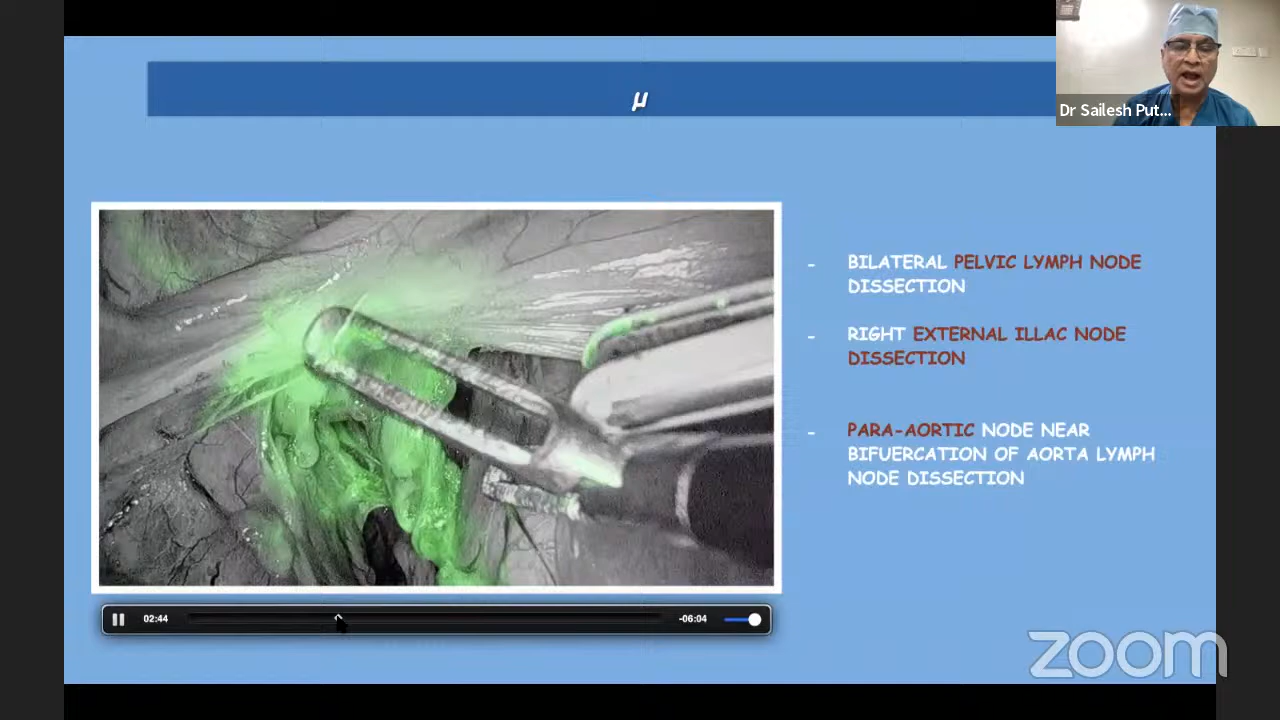 μ
Dr Sailesh Put...
- BILATERAL PELVIC LYMPH NODE
DISSECTION
- RIGHT EXTERNAL ILLAC NODE
DISSECTION
- PARA-AORTIC NODE NEAR
BIFUERCATION OF AORTA LYMPH
NODE DISSECTION
02:44
-06:04
zoom